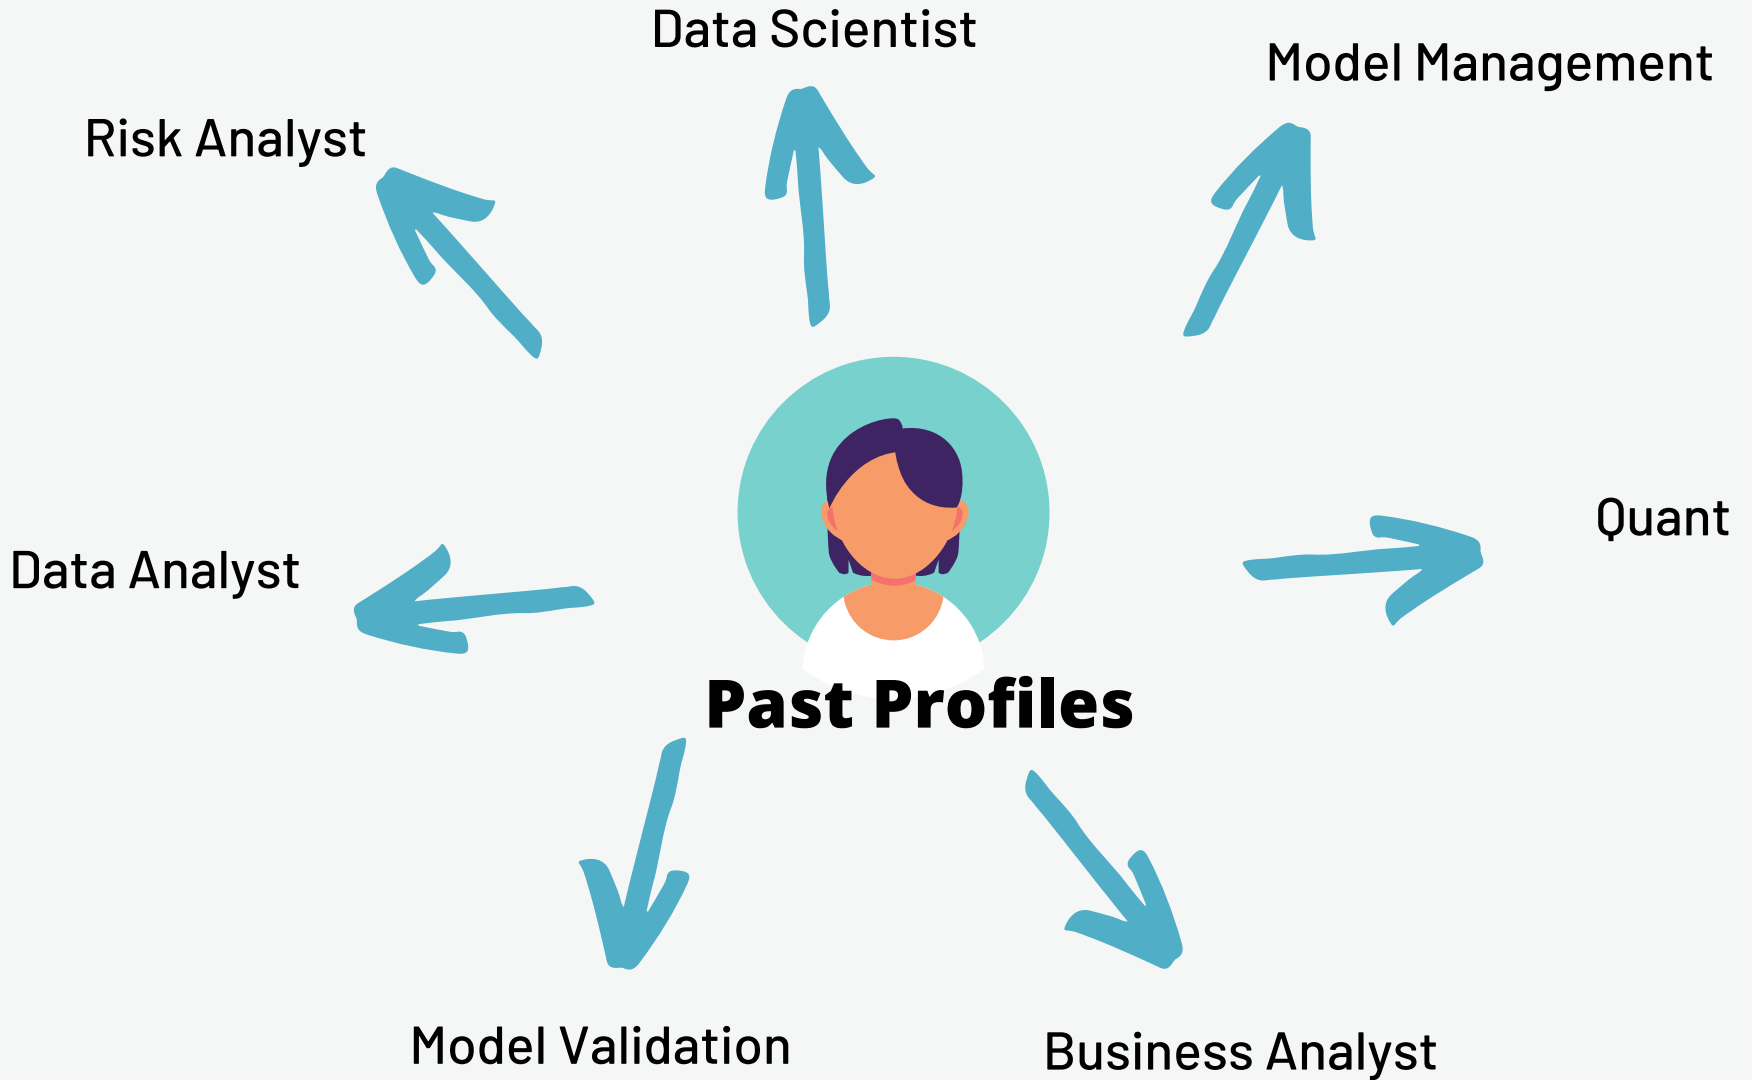 Data Scientist
Model Management
Risk Analyst
Quant
Data Analyst
Past Profiles
Model Validation
Business Analyst